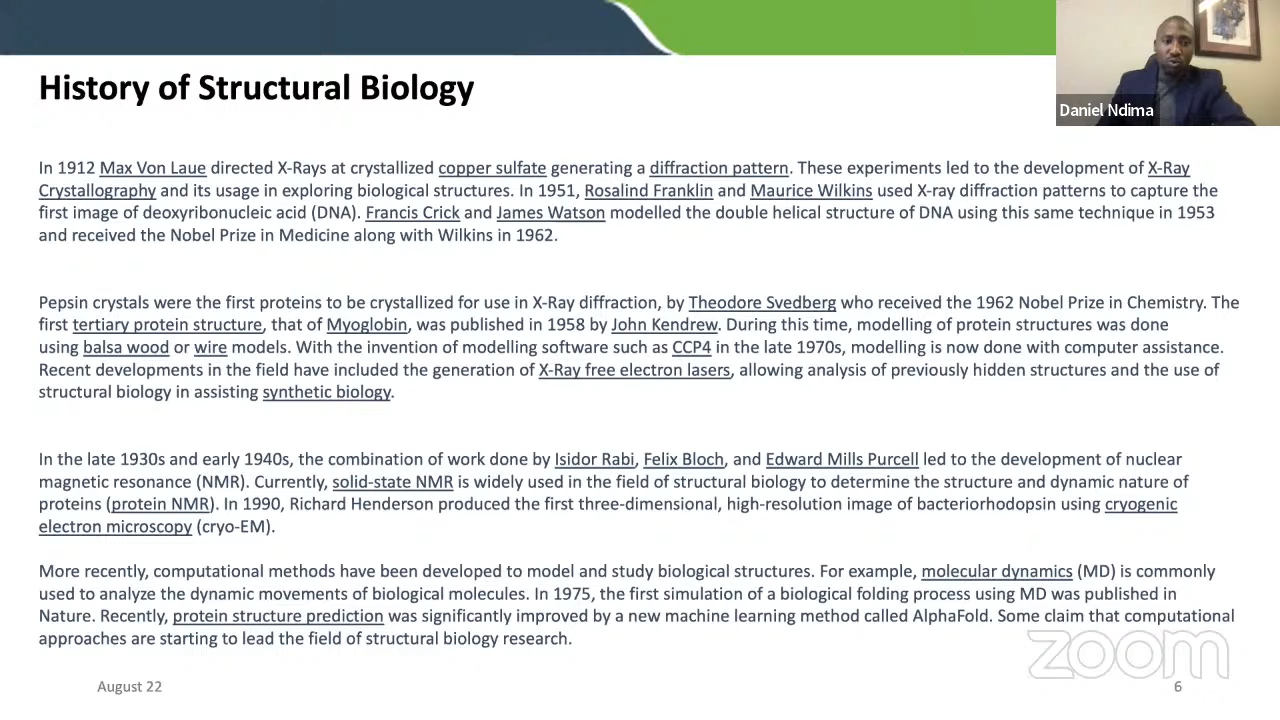 History of Structural Biology
Daniel Ndima
In 1912 Max Von Laue directed X-Rays at crystallized copper sulfate generating a diffraction pattern. These experiments led to the development of X-Ray
Crystallography and its usage in exploring biological structures. In 1951, Rosalind Franklin and Maurice Wilkins used X-ray diffraction patterns to capture the
first image of deoxyribonucleic acid (DNA). Francis Crick and James Watson modelled the double helical structure of DNA using this same technique in 1953
and received the Nobel Prize in Medicine along with Wilkins in 1962.
Pepsin crystals were the first proteins to be crystallized for use in X-Ray diffraction, by Theodore Svedberg who received the 1962 Nobel Prize in Chemistry. The
first tertiary protein structure, that of Myoglobin, was published in 1958 by John Kendrew. During this time, modelling of protein structures was done
using balsa wood or wire models. With the invention of modelling software such as CCP4 in the late 1970s, modelling is now done with computer assistance.
Recent developments in the field have included the generation of X-Ray free electron lasers, allowing analysis of previously hidden structures and the use of
structural biology in assisting synthetic biology.
In the late 1930s and early 1940s, the combination of work done by Isidor Rabi, Felix Bloch, and Edward Mills Purcell led to the development of nuclear
magnetic resonance (NMR). Currently, solid-state NMR is widely used in the field of structural biology to determine the structure and dynamic nature of
proteins (protein NMR). In 1990, Richard Henderson produced the first three-dimensional, high-resolution image of bacteriorhodopsin using cryogenic
electron microscopy (cryo-EM).
More recently, computational methods have been developed to model and study biological structures. For example, molecular dynamics (MD) is commonly
used to analyze the dynamic movements of biological molecules. In 1975, the first simulation of a biological folding process using MD was published in
Nature. Recently, protein structure prediction was significantly improved by a new machine learning method called AlphaFold. Some claim that computational
approaches are starting to lead the field of structural biology research.
zoom
August 22
6